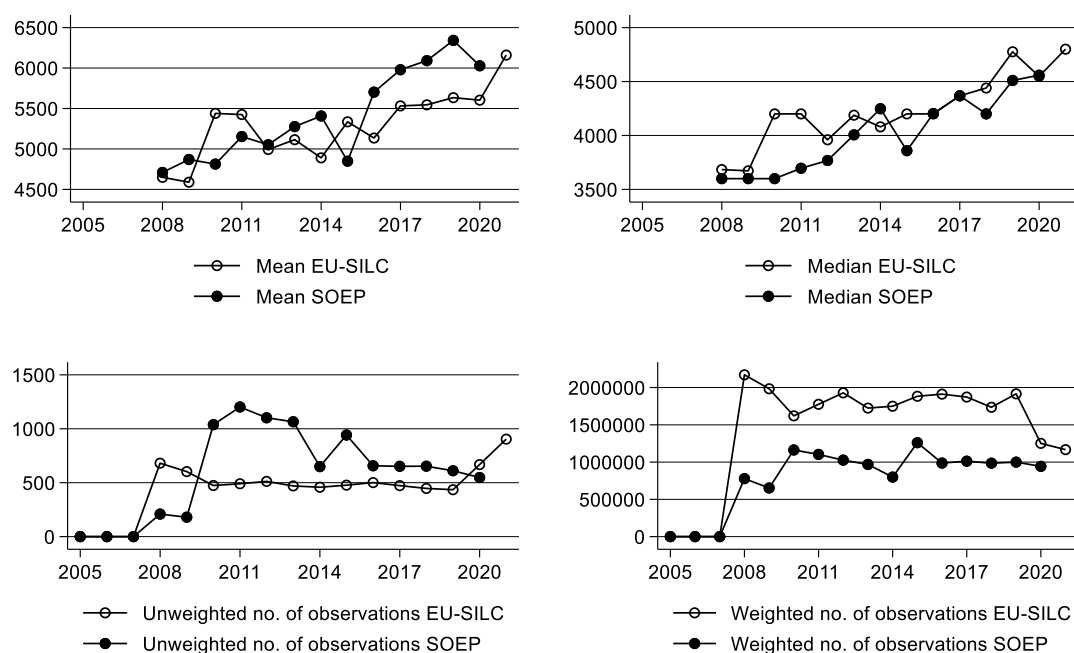 6500
6000
5500
5000
4500
2005 2008 2011 2014 2017 2020
Mean EU-SILC
Mean SOEP
5000
4500
4000
3500
2005 2008 2011 2014 2017 2020
Median EU-SILC
Median SOEP
1500
1000
500
0
2005 2008 2011 2014 2017 2020
Unweighted no. of observations EU-SILC
Unweighted no. of observations SOEP
2000000
1500000
1000000
500000
0
2005 2008 2011 2014 2017 2020
Weighted no. of observations EU-SILC
Weighted no. of observations SOEP